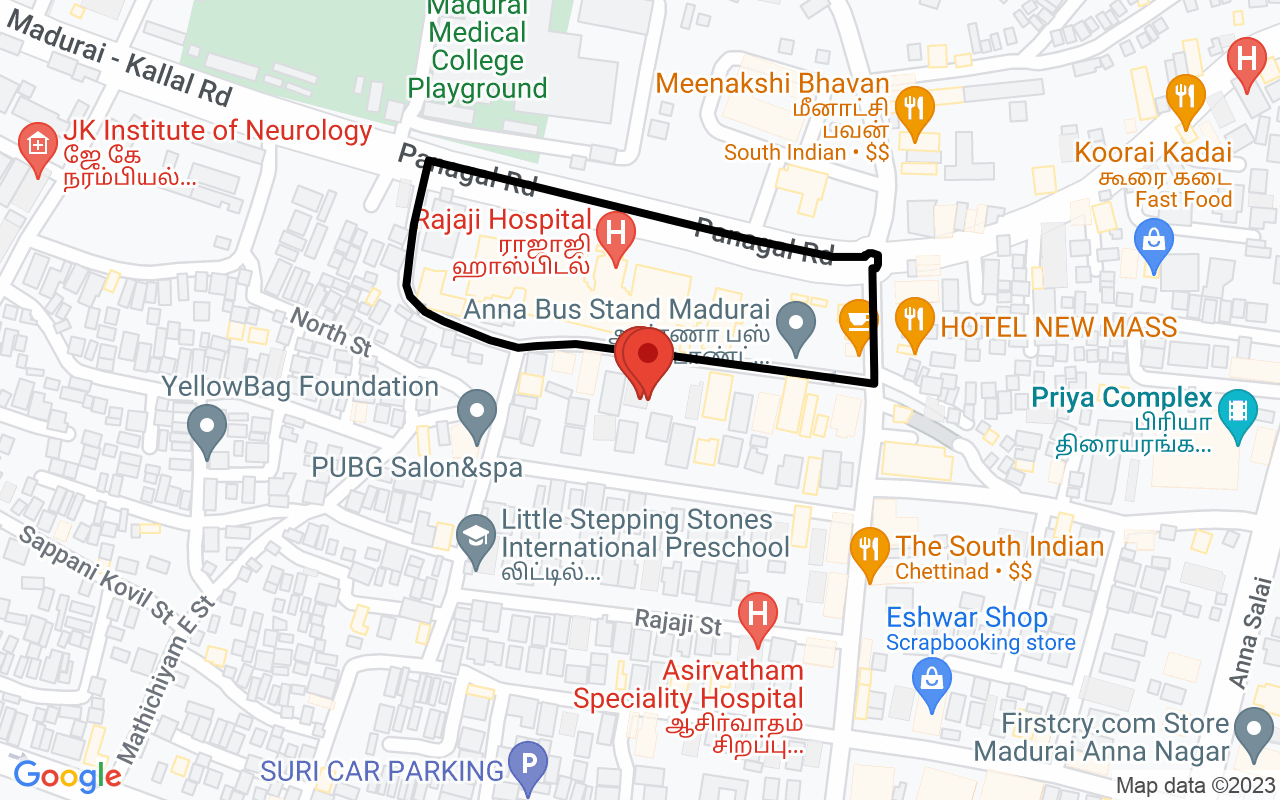 Madurai
Medical
College
Playground
Madurai - Kallal Rd
Meenakshi Bhavan
மீனாட்சி
பவன்
South Indian • $$
JK Institute of Neurology
ஜே கே
நரம்பியல்...
Panagal Rd
Koorai Kadai
கூரை கடை
Fast Food
Rajaji Hospital
ராஜாஜி
ஹாஸ்பிடல்
Panagal Rd
Anna Bus Stand Madurai
பஸ்
HOTEL NEW MASS
North St
YellowBag Foundation
Priya Complex
பிரியா
திரையரங்க...
PUBG Salon&spa
Little Stepping Stones
International Preschool
லிட்டில்...
The South Indian
Chettinad • $$
Sappani Kovil St
Mathichiyam E St
Rajaji St
Eshwar Shop
Scrapbooking store
Anna Salai
Asirvatham
Speciality Hospital
ஆசிர்வாதம்
சிறப்பு...
Firstcry.com Store
Madurai Anna Nagar
SURI CAR PARKING
Google
Map data ©2023